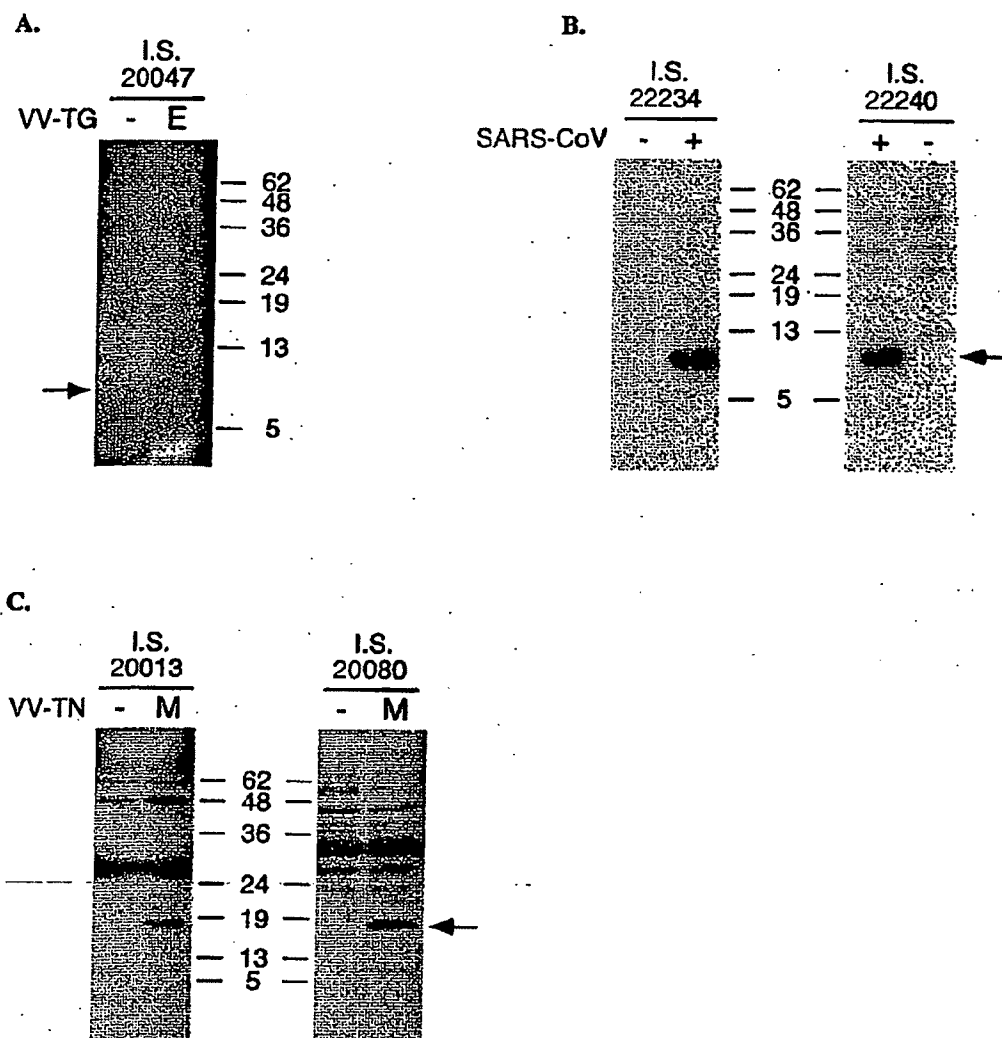 A.
I.S.
20047
VV-TG - E
62
48
36
24
19
13
5
B.
I.S.
22234
I.S.
22240
SARS-CoV - + + -
62
48
36
24
19
13
5
C.
I.S.
20013
I.S.
20080
VV-TN - M - M
62
48
36
24
19
13
5